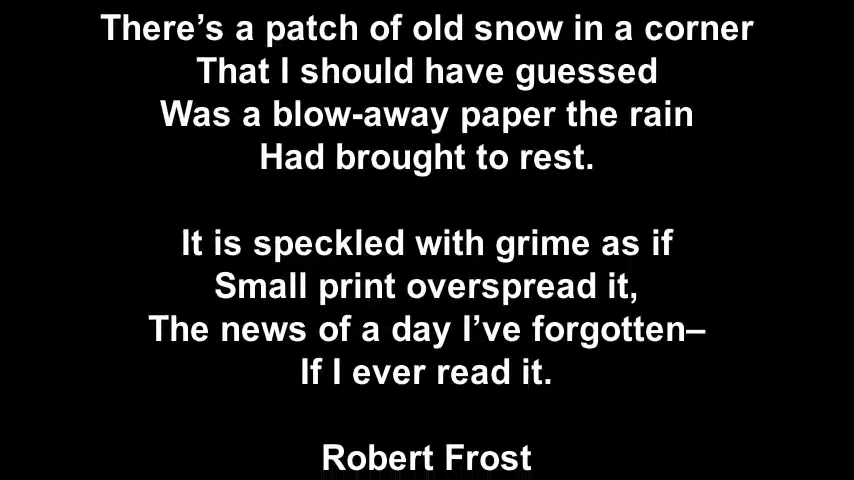 There’s a patch of old snow in a corner
That I should have guessed
Was a blow-away paper the rain
Had brought to rest.
It is speckled with grime as if
Small print overspread it,
The news of a day I’ve forgotten–
If I ever read it.
Robert Frost